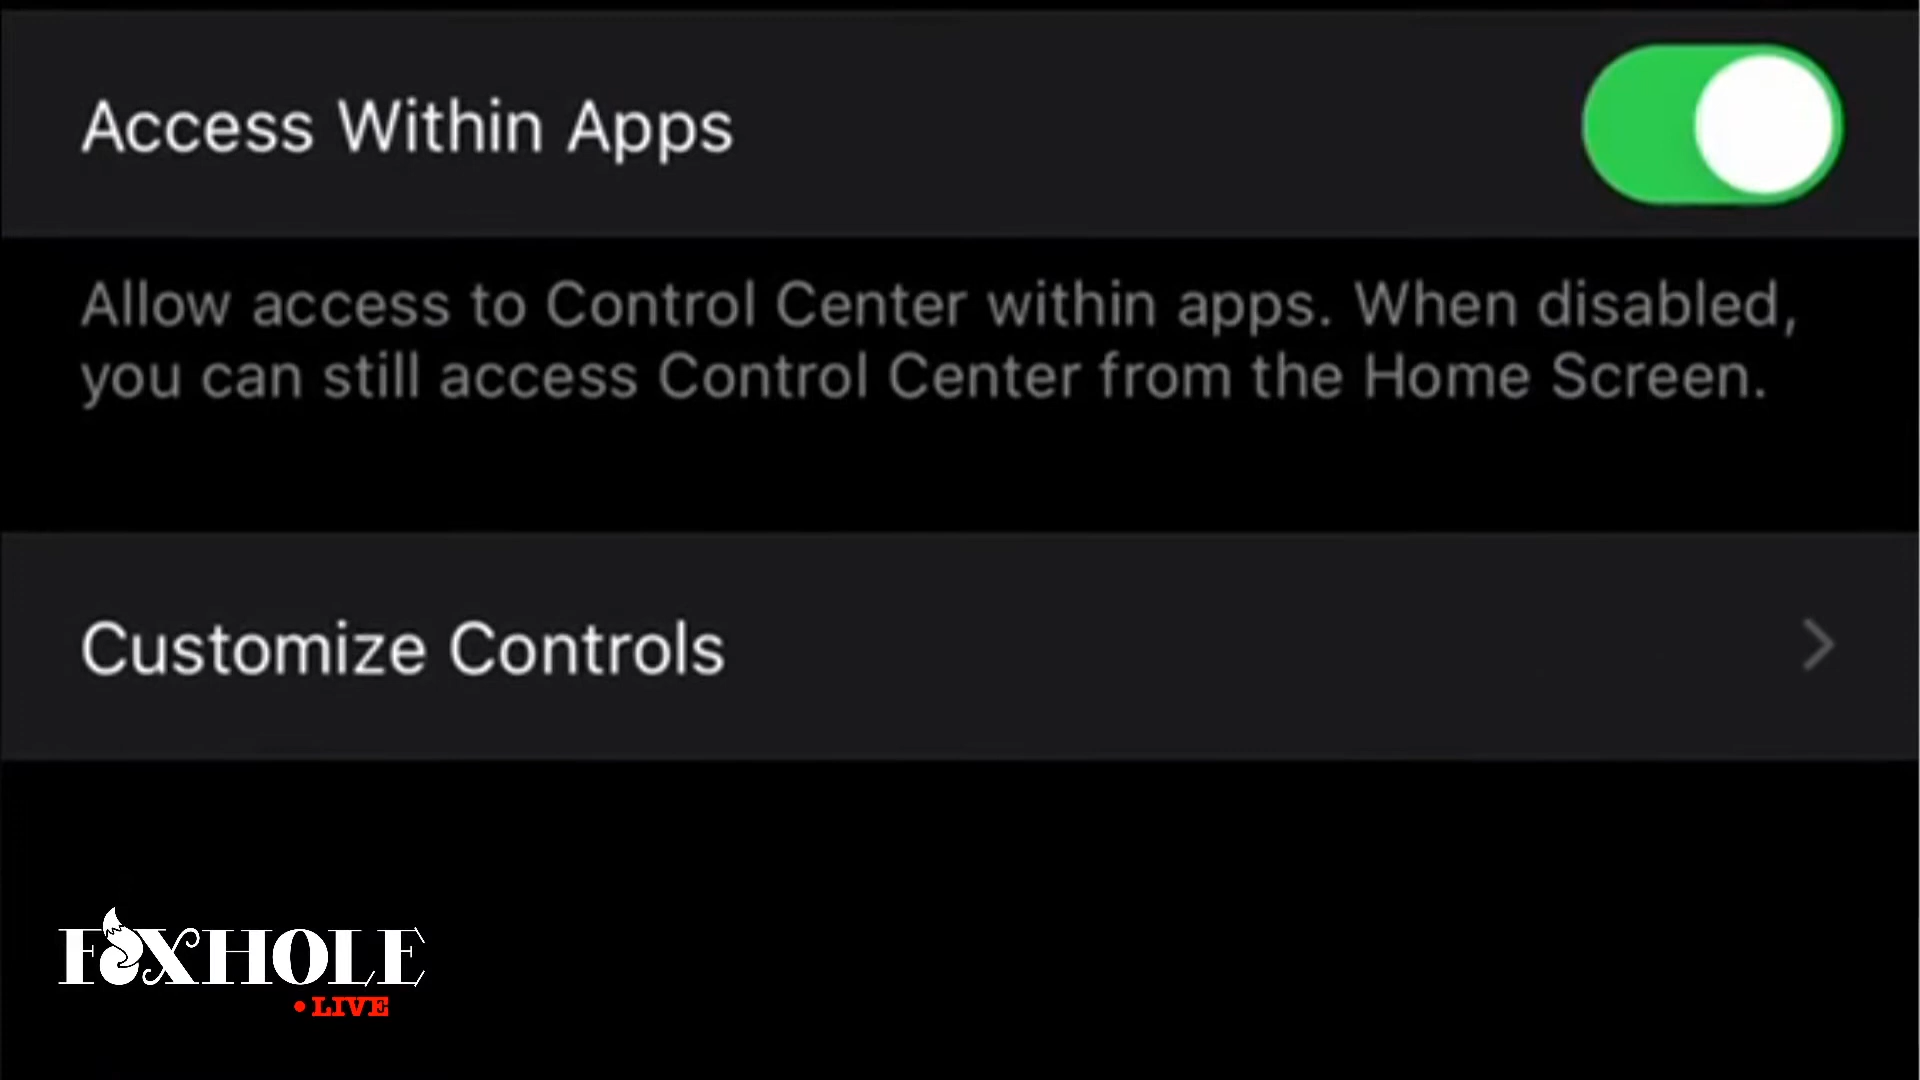 Access Within Apps
Allow access to Control Center within apps. When disabled,
you can still access Control Center from the Home Screen.
Customize Controls
FOXHOLE
• LIVE